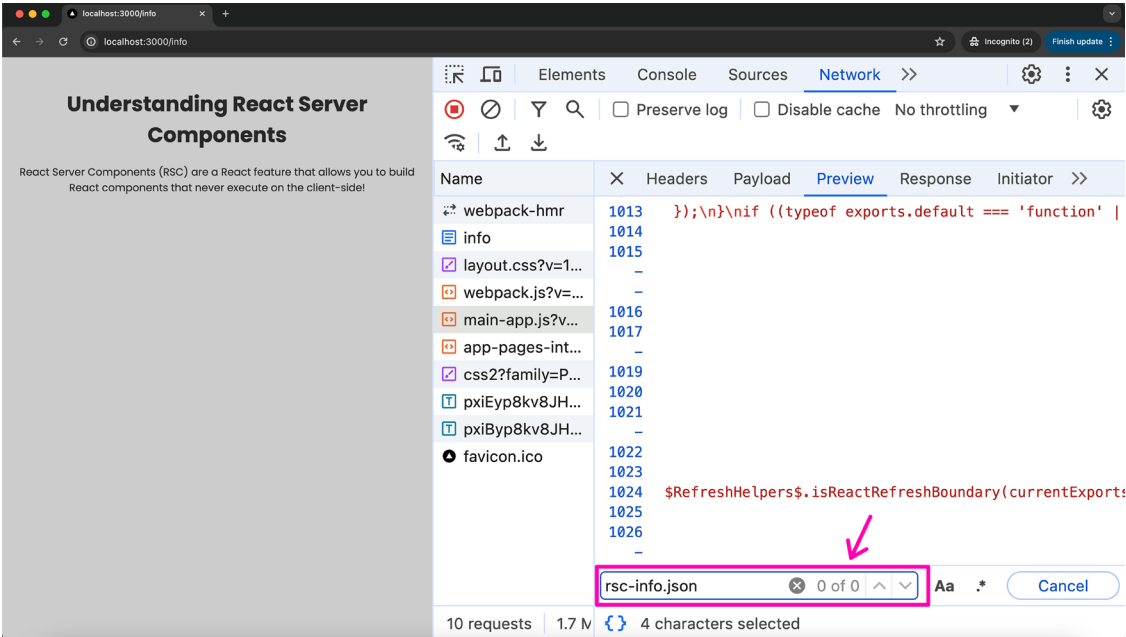 localhost:3000/info
localhost:3000/info
Incognito (2)
Finish update
Understanding React Server
Components
React Server Components (RSC) are a React feature that allows you to build
React components that never execute on the client-side!
Elements Console Sources Network
Preserve log Disable cache No throttling
Name
Headers Payload Preview Response Initiator
webpack-hmr
info
layout.css?v=1...
webpack.js?v=...
main-app.js?v...
app-pages-int...
css2?family=P...
pxiEyp8kv8JH...
pxiByp8kv8JH...
favicon.ico
1013 });\n}\nif ((typeof exports.default === 'function' |
1014
1015
-
-
1016
1017
-
1019
1020
1021
-
1022
1023
1024 $RefreshHelpers$.isReactRefreshBoundary(currentExports
1025
1026
-
rsc-info.json 0 of 0 Aa .* Cancel
10 requests 1.7 M {} 4 characters selected